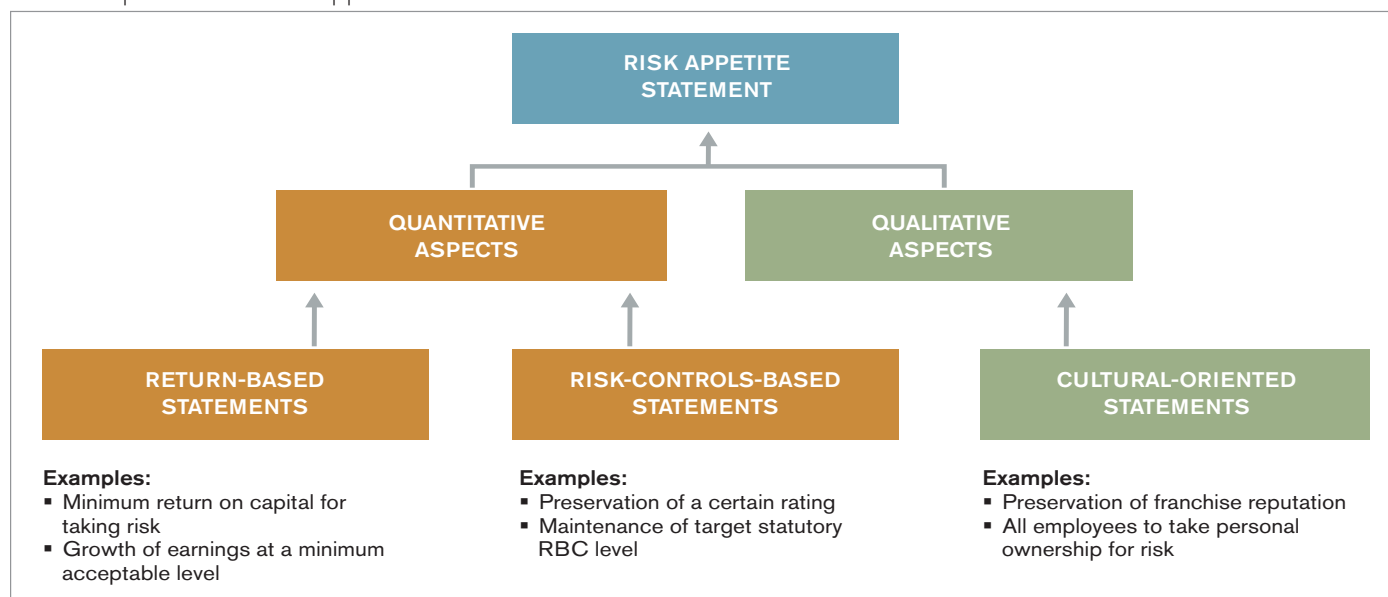 RISK APPETITE
STATEMENT
QUANTITATIVE
ASPECTS
QUALITATIVE
ASPECTS
RETURN-BASED
STATEMENTS
RISK-CONTROLS-BASED
STATEMENTS
CULTURAL-ORIENTED
STATEMENTS
Examples:
▪ Minimum return on capital for
taking risk
▪ Growth of earnings at a minimum
acceptable level
Examples:
▪ Preservation of a certain rating
▪ Maintenance of target statutory
RBC level
Examples:
▪ Preservation of franchise reputation
▪ All employees to take personal
ownership for risk